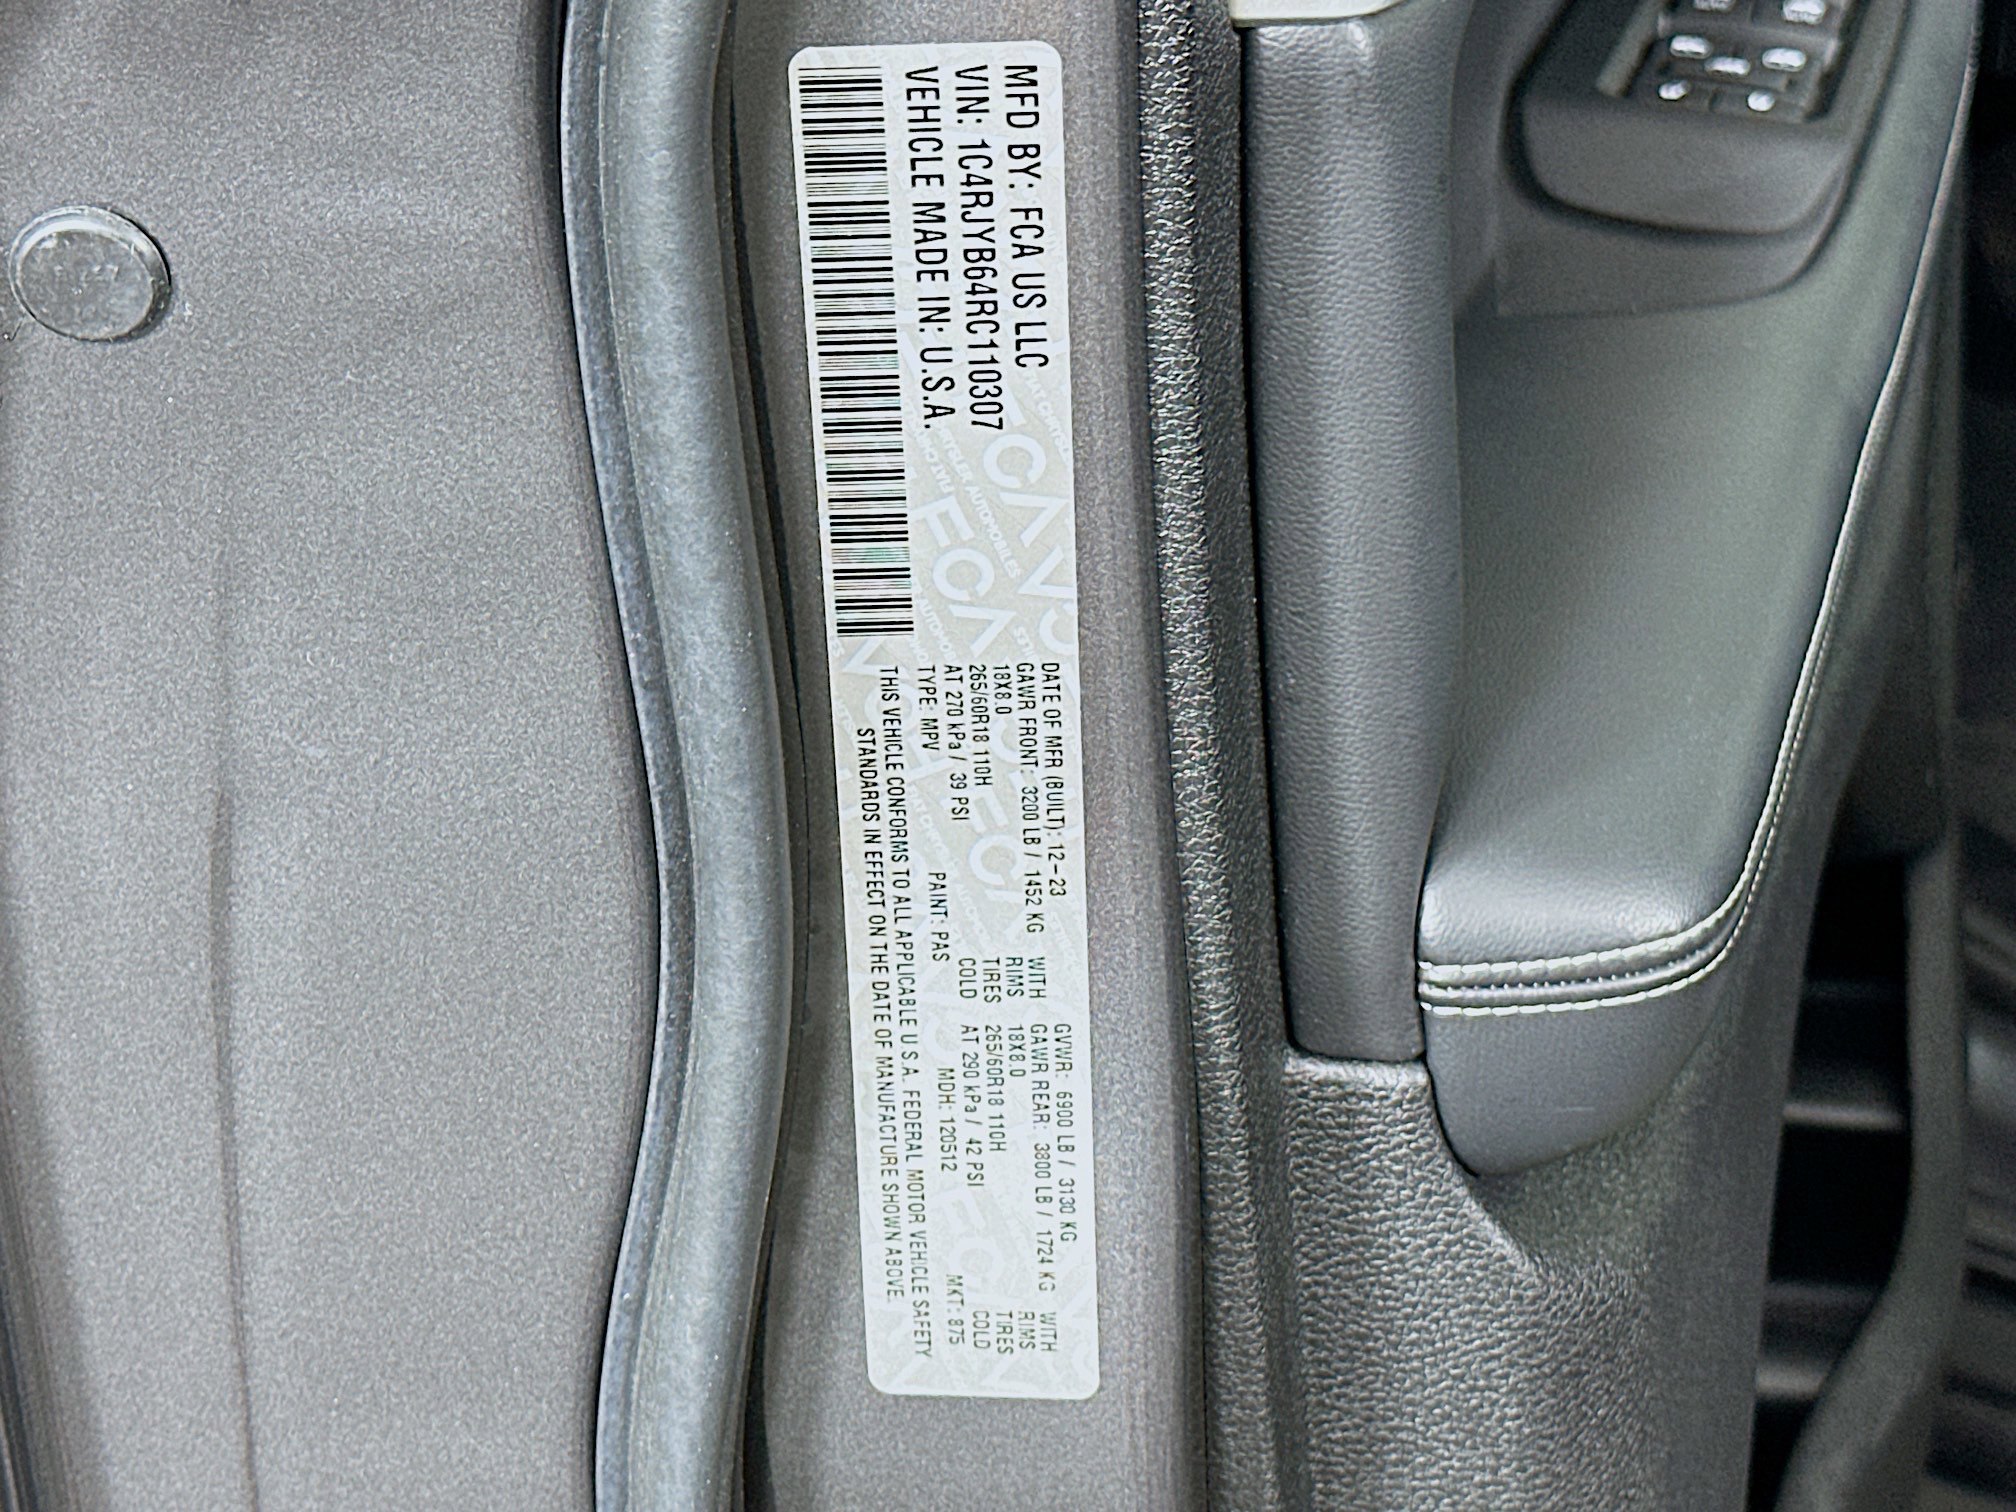 MFD BY: FCA US LLC
VIN: 1C4RJYB64RC110307
VEHICLE MADE IN: U.S.A.
DATE OF MFR (BUILT): 12-23 GVWR: 6900 LB / 3130 KG
GAWR FRONT: 3200 LB / 1452 KG WITH GAWR REAR: 3800 LB / 1724 KG WITH
18X8.0 RIMS 18X8.0 RIMS
265/60R18 110H TIRES 265/60R18 110H TIRES
AT 270 kPa / 39 PSI COLD AT 290 kPa / 42 PSI COLD
TYPE: MPV PAINT: PAS MDH: 120512 MKT: 875
THIS VEHICLE CONFORMS TO ALL APPLICABLE U.S.A. FEDERAL MOTOR VEHICLE SAFETY
STANDARDS IN EFFECT ON THE DATE OF MANUFACTURE SHOWN ABOVE.
FCA
FCA